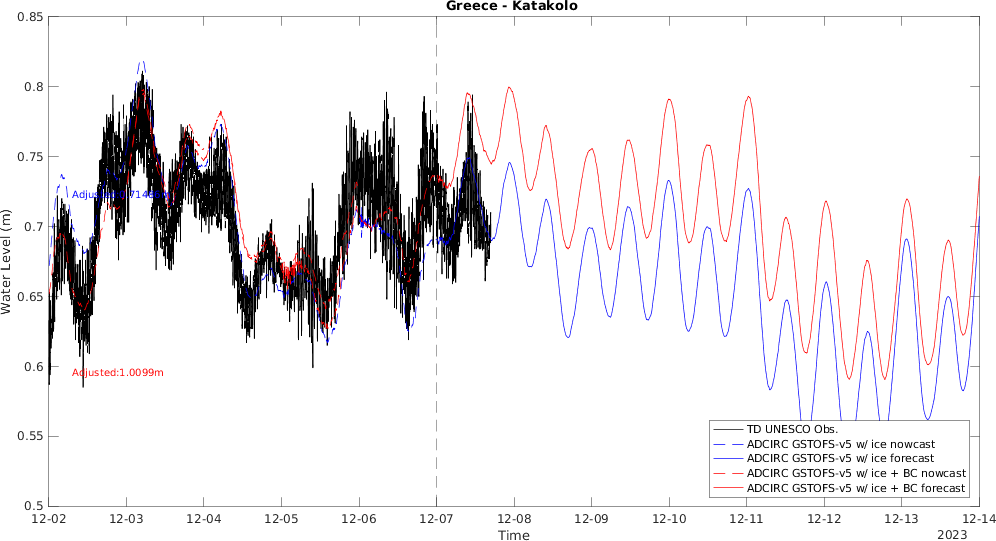 Greece - Katakolo
0.85
0.8
0.75
0.7
0.65
0.6
0.55
0.5
Water Level (m)
Adjusted:1.0099m
TD UNESCO Obs.
ADCIRC GSTOFS-v5 w/ ice nowcast
ADCIRC GSTOFS-v5 w/ ice forecast
ADCIRC GSTOFS-v5 w/ ice + BC nowcast
ADCIRC GSTOFS-v5 w/ ice + BC forecast
12-02 12-03 12-04 12-05 12-06 12-07 12-08 12-09 12-10 12-11 12-12 12-13 12-14
Time
2023